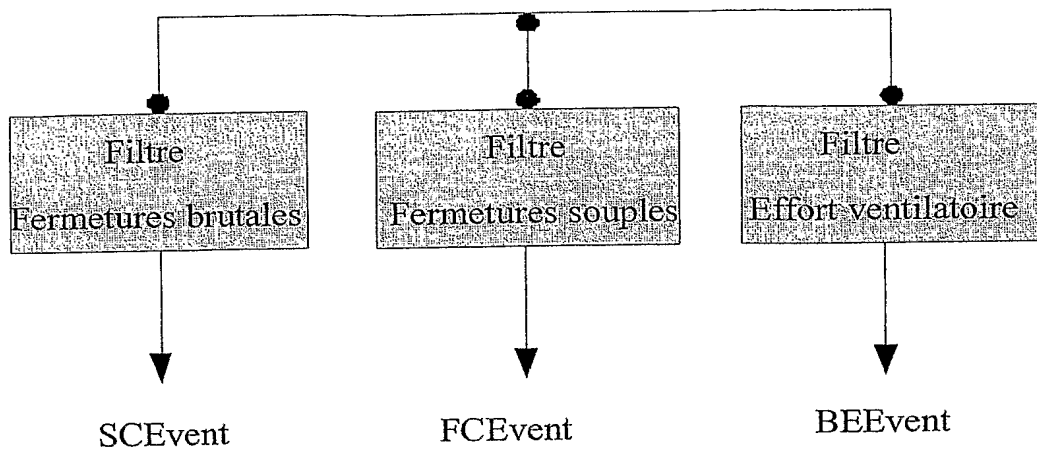 Filtre
Fermetures brutales
Filtre
Fermetures souples
Filtre
Effort ventilatoire
SCEvent
FCEvent
BEEvent